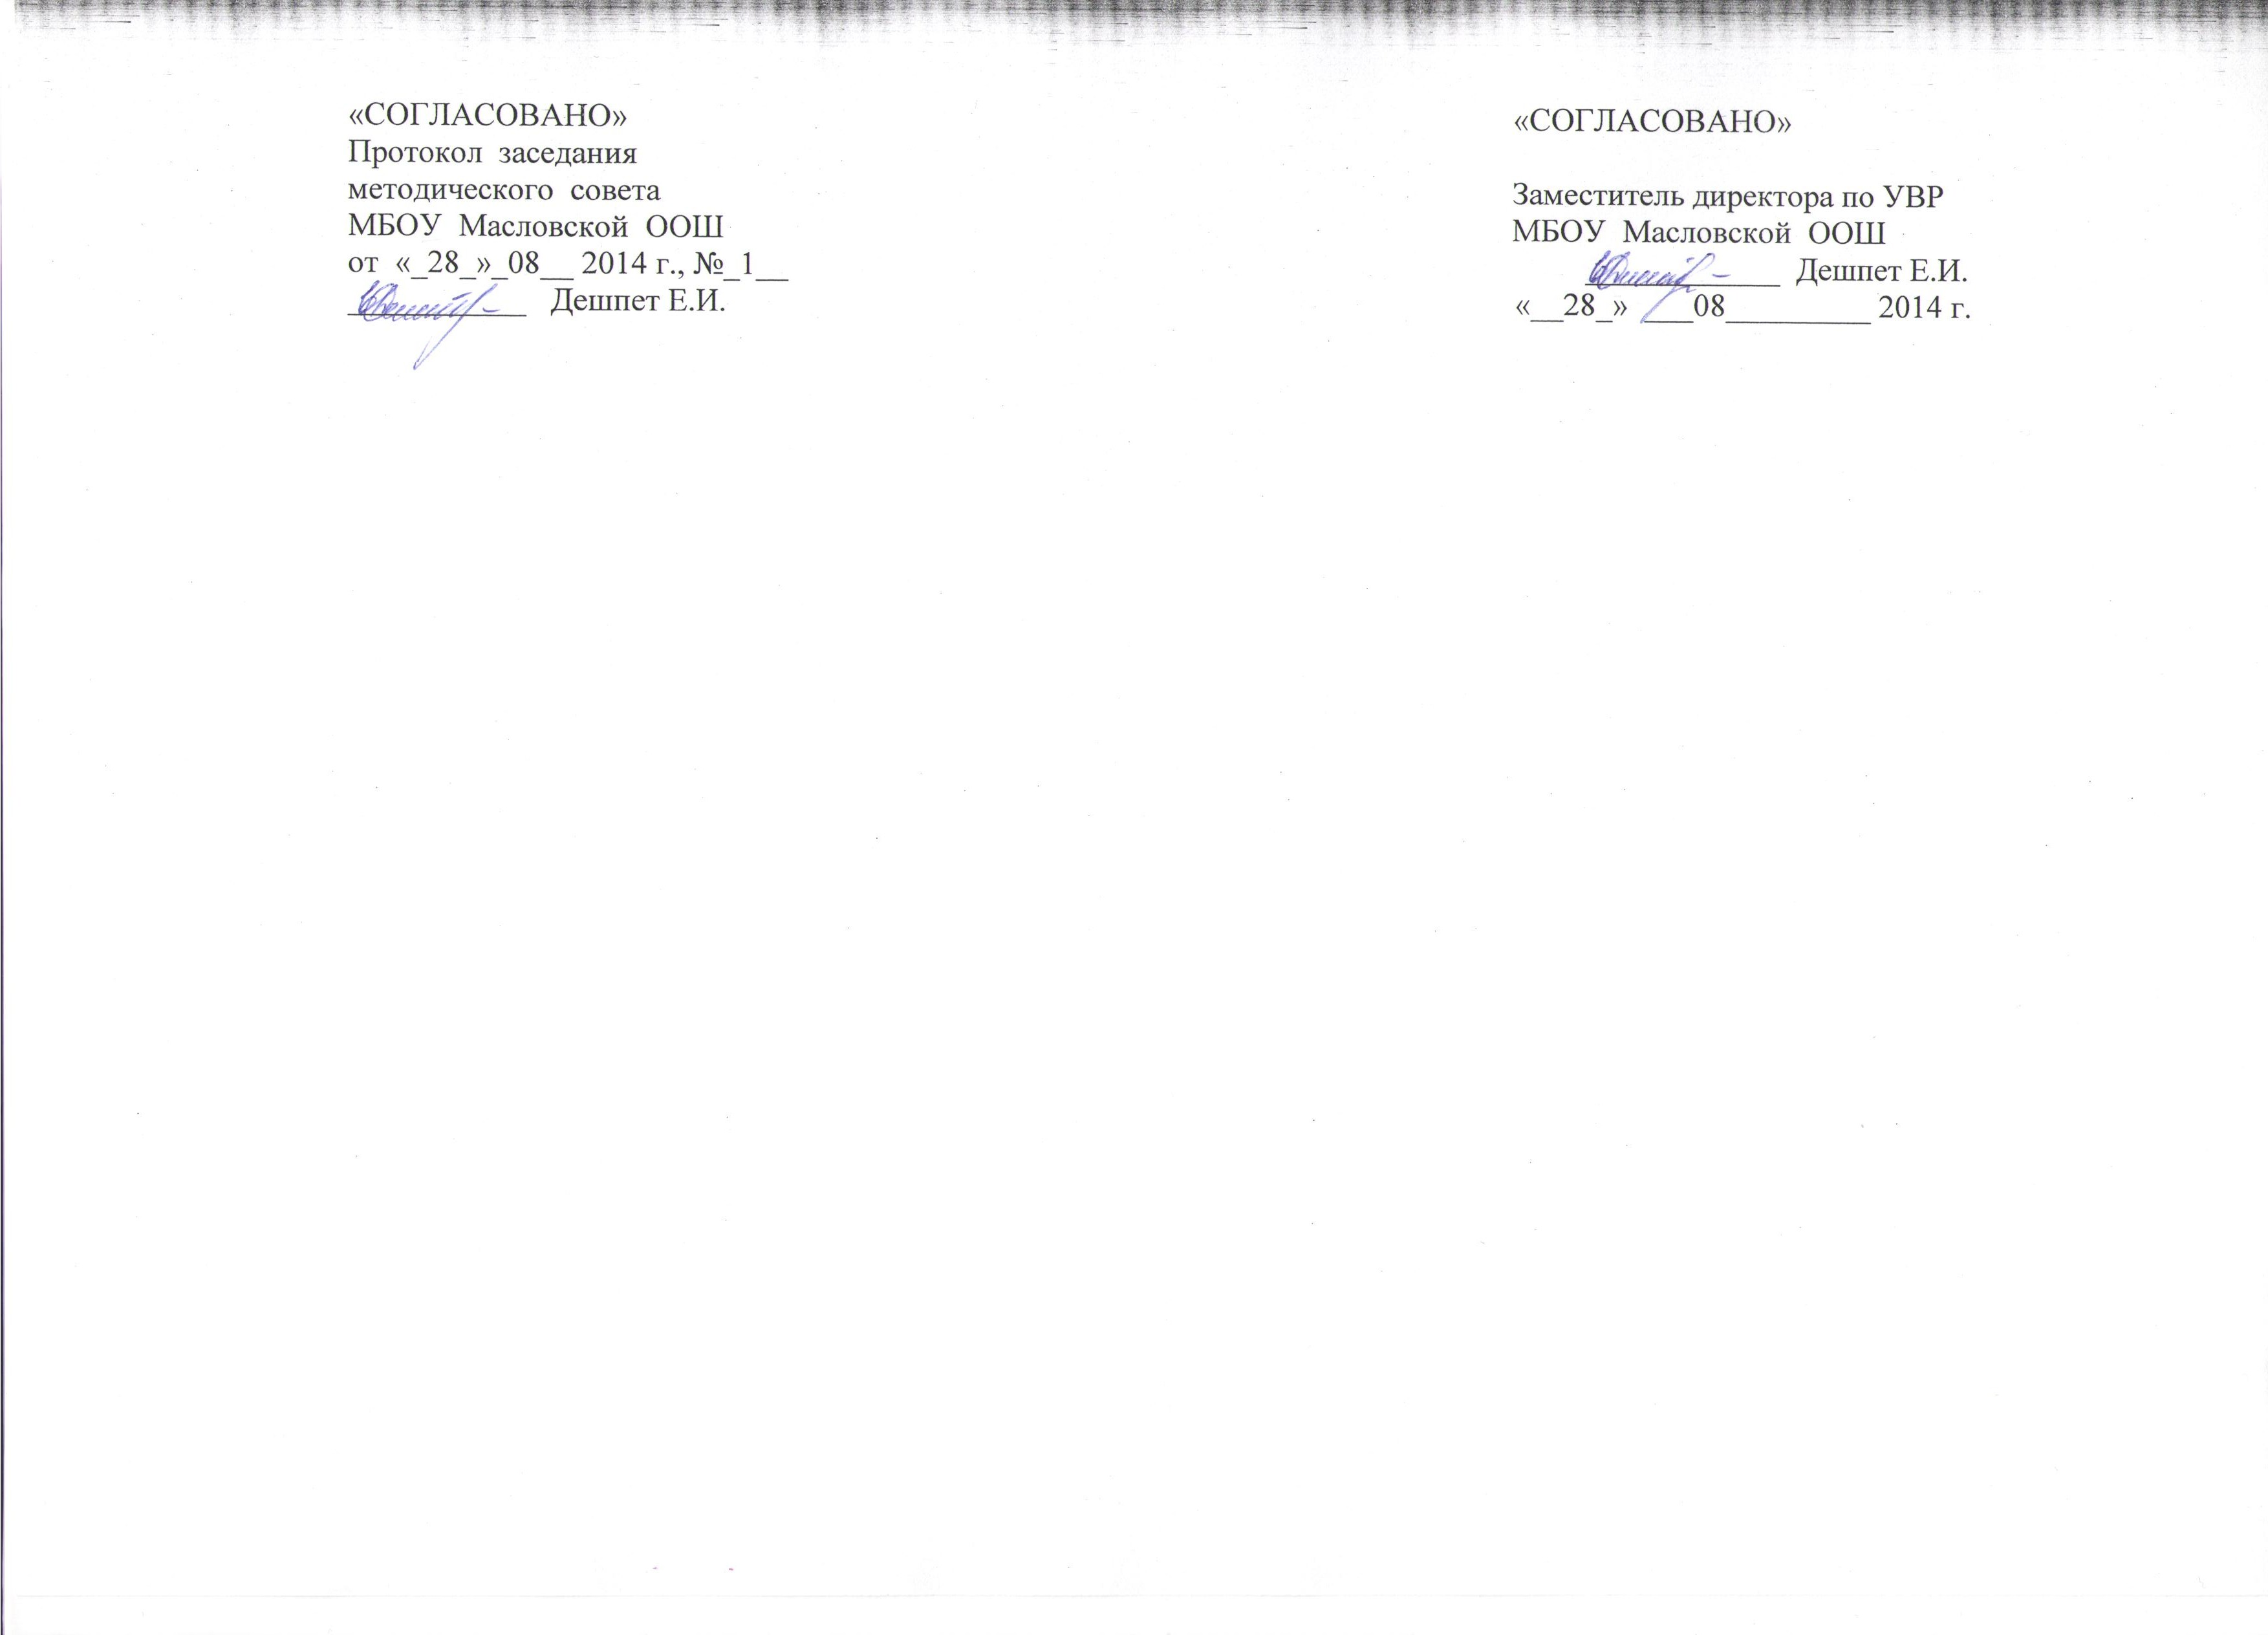 «СОГЛАСОВАНО»
Протокол заседания
методического совета
МБОУ Масловской ООШ
от «_28_»_08__ 2014 г., №_1__
___________ Дешпет Е.И.
«СОГЛАСОВАНО»
Заместитель директора по УВР
МБОУ Масловской ООШ
____________ Дешпет Е.И.
«__28_» ___08_________ 2014 г.